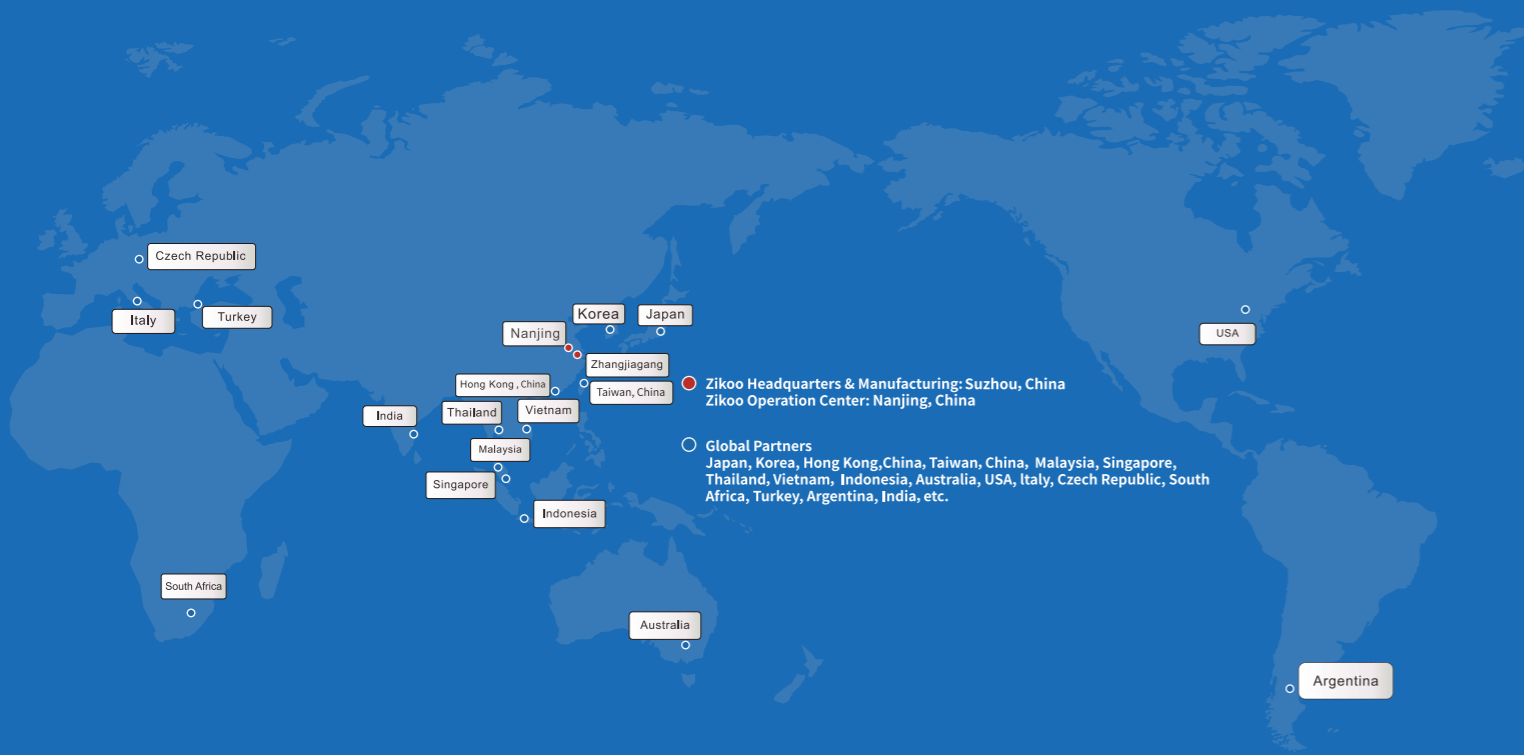 Czech Republic
Italy
Turkey
Korea
Japan
Nanjing
USA
Zhangjiagang
Hong Kong , China
Taiwan, China
India
Thailand
Vietnam
Malaysia
Singapore
Indonesia
South Africa
Australia
Argentina
Zikoo Headquarters & Manufacturing: Suzhou, China
Zikoo Operation Center: Nanjing, China
Global Partners
Japan, Korea, Hong Kong,China, Taiwan, China, Malaysia, Singapore,
Thailand, Vietnam, Indonesia, Australia, USA, ltaly, Czech Republic, South
Africa, Turkey, Argentina, India, etc.